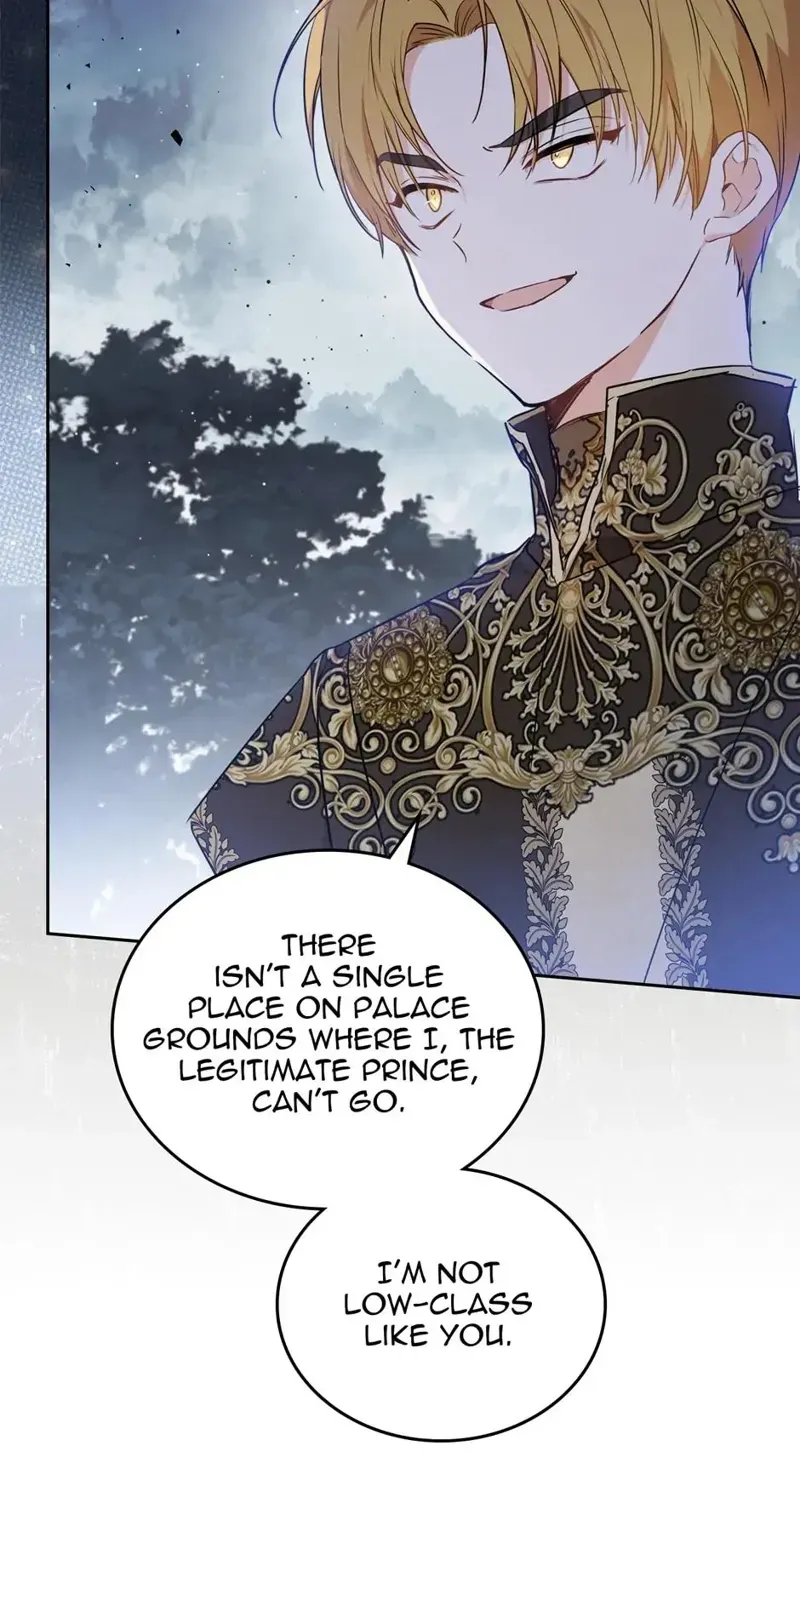 THERE
ISN'T A SINGLE
PLACE ON PALACE
GROUNDS WHERE I, THE
LEGITIMATE PRINCE,
CAN'T GO.
I'M NOT
LOW-CLASS
LIKE YOU.